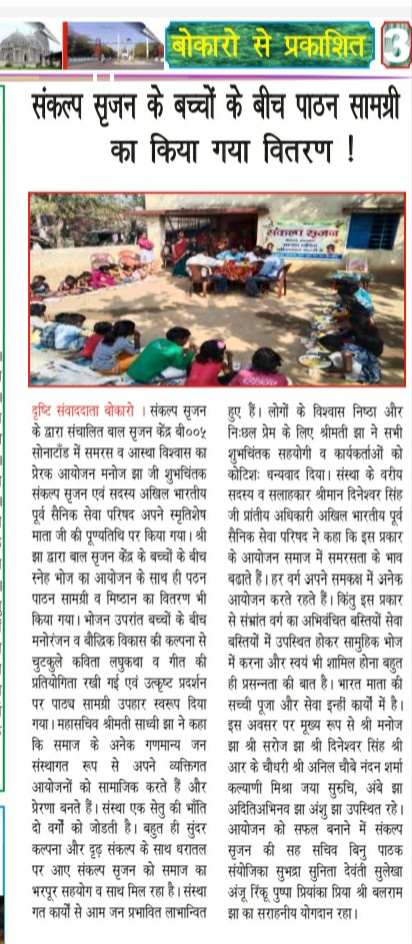 बोकारो से प्रकाशित
3
संकल्प सृजन के बच्चों के बीच पाठन सामग्री
का किया गया वितरण !
संकल्प सृजन
दृष्टि संवाददाता बोकारो । संकल्प सृजन
के द्वारा संचालित बाल सृजन केंद्र बी००५
सोनाटाँड में समरस व आस्था विश्वास का
प्रेरक आयोजन मनोज झा जी शुभचिंतक
संकल्प सृजन एवं सदस्य अखिल भारतीय
पूर्व सैनिक सेवा परिषद अपने स्मृतिशेष
माता जी की पूण्यतिथि पर किया गया। श्री
झा द्वारा बाल सृजन केंद्र के बच्चों के बीच
स्नेह भोज का आयोजन के साथ ही पठन
पाठन सामग्री व मिष्ठान का वितरण भी
किया गया। भोजन उपरांत बच्चों के बीच
मनोरंजन व बौद्धिक विकास की कल्पना से
चुटकुले कविता लघुकथा व गीत की
प्रतियोगिता रखी गई एवं उत्कृष्ट प्रदर्शन
पर पाठ्य सामग्री उपहार स्वरूप दिया
गया। महासचिव श्रीमती साध्वी झा ने कहा
कि समाज के अनेक गणमान्य जन
संस्थागत रूप से अपने व्यक्तिगत
आयोजनों को सामाजिक करते हैं और
प्रेरणा बनते हैं। संस्था एक सेतु की भाँति
दो वर्गों को जोडती है। बहुत ही सुंदर
कल्पना और दृढ़ संकल्प के साथ धरातल
पर आए संकल्प सृजन को समाज का
भरपूर सहयोग व साथ मिल रहा है। संस्था
गत कार्यो से आम जन प्रभावित लाभान्वित
हुए हैं। लोगों के विश्वास निष्ठा और
निःछल प्रेम के लिए श्रीमती झा ने सभी
शुभचिंतक सहयोगी व कार्यकर्ताओं को
कोटिशः धन्यवाद दिया। संस्था के वरीय
सदस्य व सलाहकार श्रीमान दिनेश्वर सिंह
जी प्रांतीय अधिकारी अखिल भारतीय पूर्व
सैनिक सेवा परिषद ने कहा कि इस प्रकार
के आयोजन समाज में समरसता के भाव
बढाते हैं। हर वर्ग अपने समकक्ष में अनेक
आयोजन करते रहते हैं। किंतु इस प्रकार
से संभ्रांत वर्ग का अभिवंचित बस्तियों सेवा
बस्तियों में उपस्थित होकर सामुहिक भोज
में करना और स्वयं भी शामिल होना बहुत
ही प्रसन्नता की बात है। भारत माता की
सच्ची पूजा और सेवा इन्हीं कार्यो में है।
इस अवसर पर मुख्य रूप से श्री मनोज
झा श्री सरोज झा श्री दिनेश्वर सिंह श्री
आर के चौधरी श्री अनिल चौबे नंदन शर्मा
कल्याणी मिश्रा जया सुरुचि, अंबे झा
अदितिअभिनव झा अंशु झा उपस्थित रहे।
आयोजन को सफल बनाने में संकल्प
सृजन की सह सचिव बिनु पाठक
संयोजिका सुभद्रा सुनिता देवंती सुलेखा
अंजू रिंकू पुष्पा प्रियांका प्रिया श्री बलराम
झा का सराहनीय योगदान रहा।